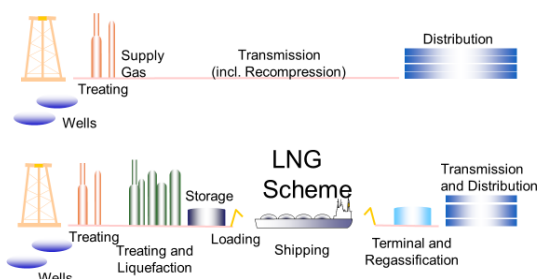 Distribution
Supply
Gas
Transmission
(incl. Recompression)
Treating
Wells
LNG
Scheme
Transmission
and Distribution
Storage
Treating
Loading
Treating and
Liquefaction
Shipping
Terminal and
Regassification
Wells